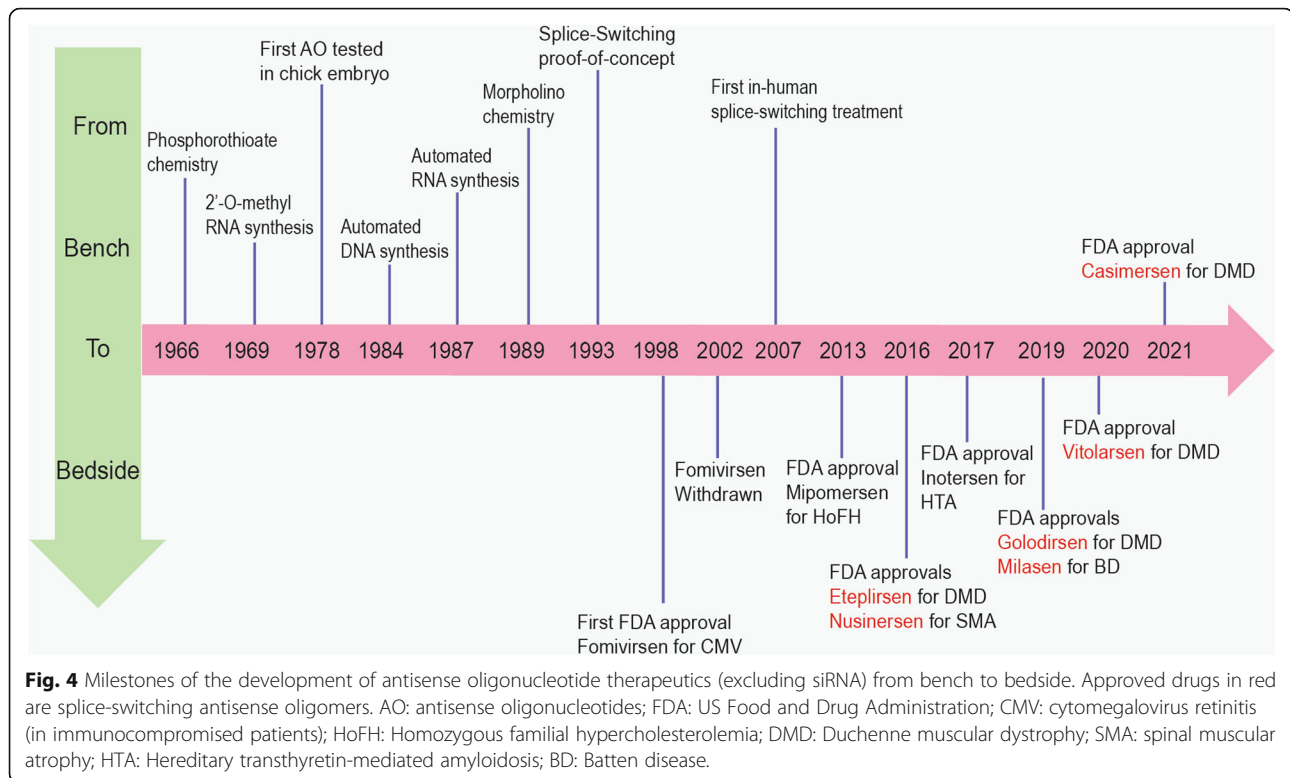 From
Bench
To
Bedside
Phosphorothioate
chemistry
2'-O-methyl
RNA synthesis
First AO tested
in chick embryo
Automated
DNA synthesis
Automated
RNA synthesis
Morpholino
chemistry
Splice-Switching
proof-of-concept
First in-human
splice-switching treatment
FDA approval
Casimersen for DMD
1966 1969 1978 1984 1987 1989 1993 1998 2002 2007 2013 2016 2017 2019 2020 2021
First FDA approval
Fomivirsen for CMV
Fomivirsen
Withdrawn
FDA approval
Mipomersen
for HoFH
FDA approvals
Eteplirsen for DMD
Nusinersen for SMA
FDA approval
Inotersen for
HTA
FDA approvals
Golodirsen for DMD
Milasen for BD
FDA approval
Vitolarsen for DMD
Fig. 4 Milestones of the development of antisense oligonucleotide therapeutics (excluding siRNA) from bench to bedside. Approved drugs in red
are splice-switching antisense oligomers. AO: antisense oligonucleotides; FDA: US Food and Drug Administration; CMV: cytomegalovirus retinitis
(in immunocompromised patients); HoFH: Homozygous familial hypercholesterolemia; DMD: Duchenne muscular dystrophy; SMA: spinal muscular
atrophy; HTA: Hereditary transthyretin-mediated amyloidosis; BD: Batten disease.